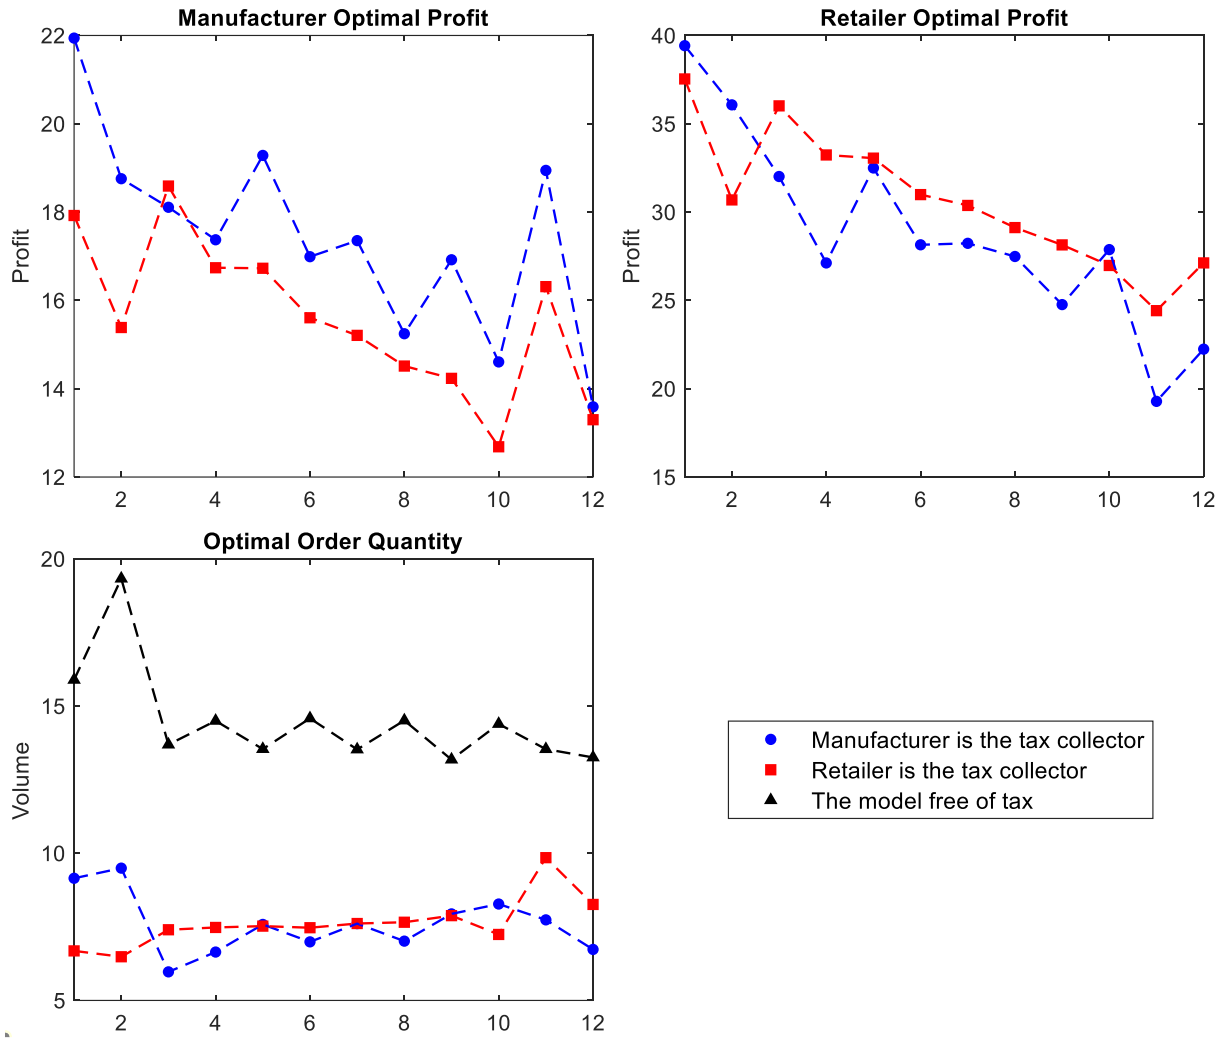 Manufacturer Optimal Profit
22
20
18
16
14
12
Profit
2 4 6 8 10 12
Retailer Optimal Profit
40
35
30
25
20
15
Profit
2 4 6 8 10 12
Optimal Order Quantity
20
15
10
5
Volume
2 4 6 8 10 12
Manufacturer is the tax collector
Retailer is the tax collector
The model free of tax